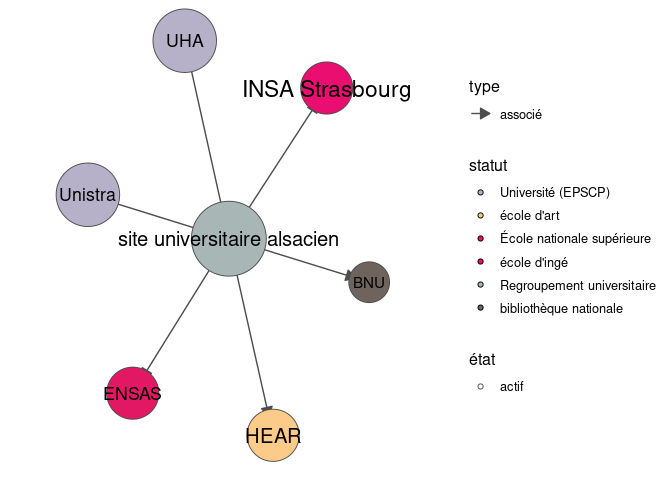 UHA
INSA Strasbourg
Unistra
site universitaire alsacien
BNU
ENSAS
HEAR
type
associé
statut
Université (EPSCP)
école d'art
École nationale supérieure
école d'ingé
Regroupement universitaire
bibliothèque nationale
état
actif